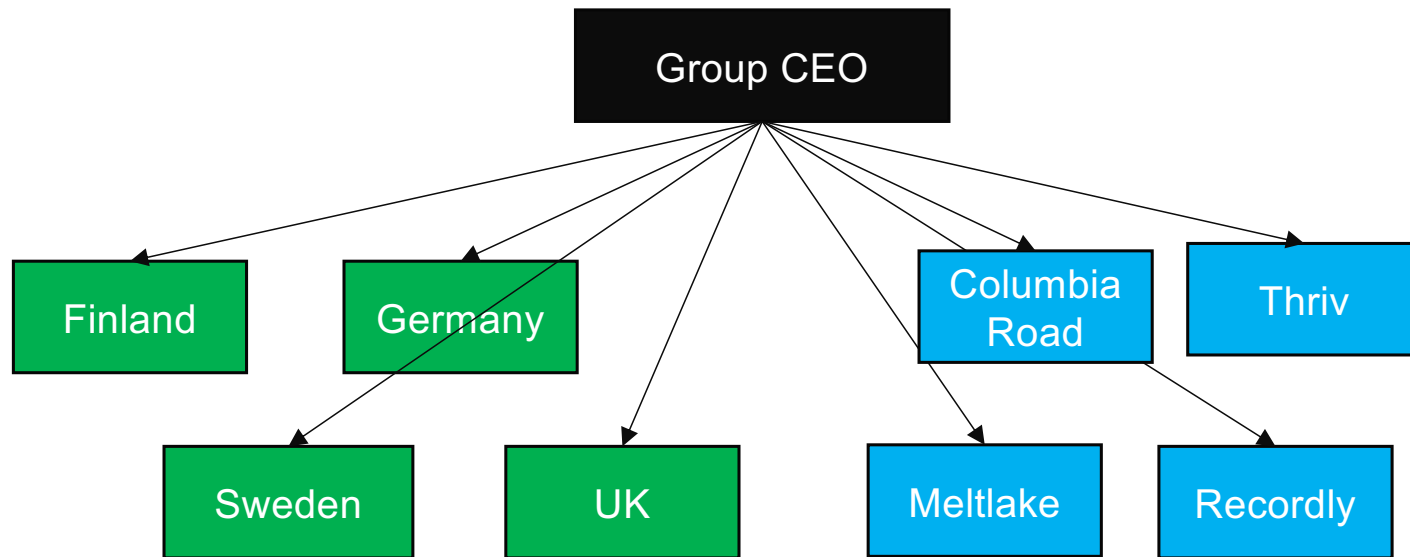 Group CEO
Finland
Germany
Columbia
Road
Thriv
Sweden
UK
Meltlake
Recordly